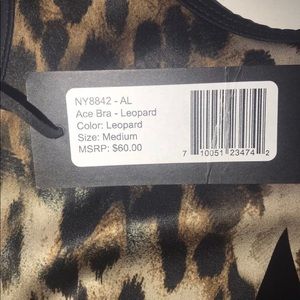 NY8842 - AL
Ace Bra - Leopard
Color: Leopard
Size: Medium
MSRP: $60.00
7 10051 23474 2